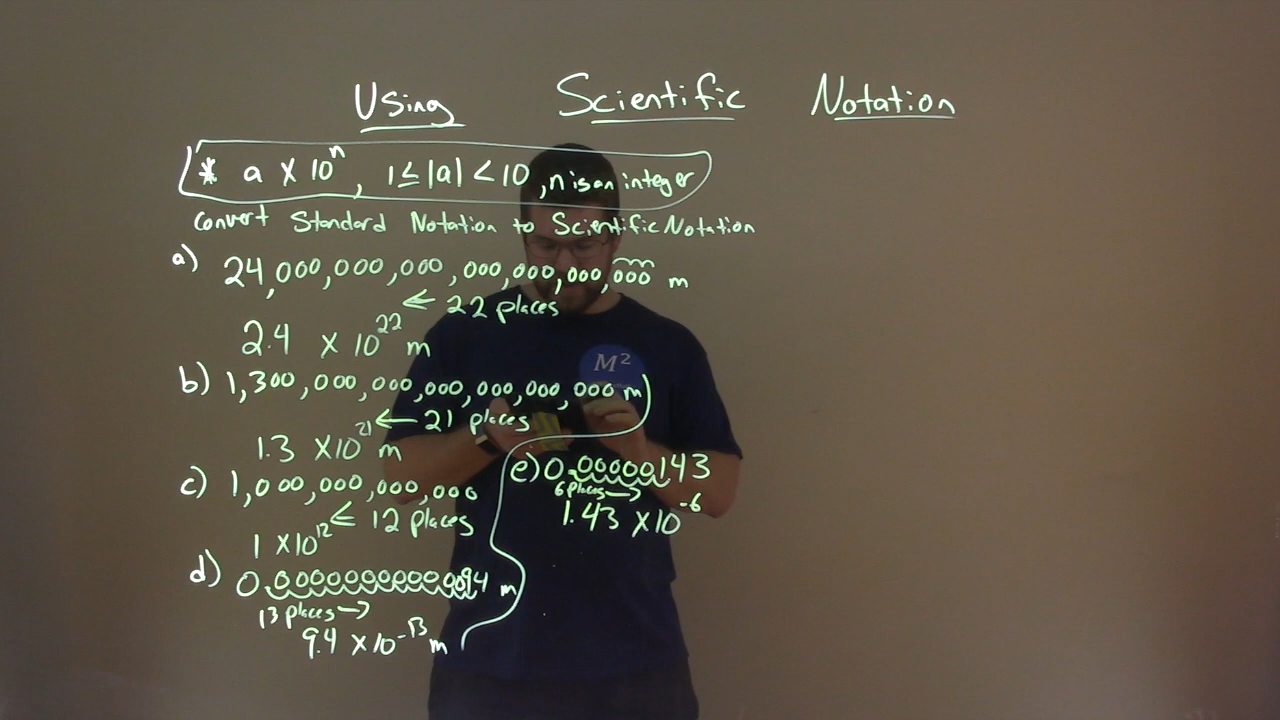 Using Scientific Notation
* a X 10^n, 1 ≤ |a| < 10, n is an integer
Convert Standard Notation to Scientific Notation
a) 24,000,000,000,000,000,000,000 m
← 22 places
2.4 X 10^22 m
b) 1,300,000,000,000,000,000,000 m
← 21 places
1.3 X 10^21 m
c) 1,000,000,000,000
← 12 places
1 X 10^12
d) 0.00000000000094 m
13 places →
9.4 X 10^-13 m
e) 0.00000143
6 places →
1.43 X 10^-6
M²